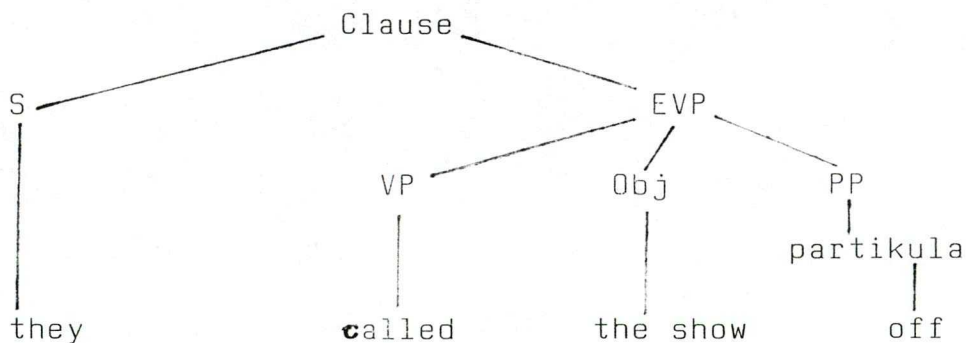 Clause
S EVP
VP Obj PP
partikula
they called the show off